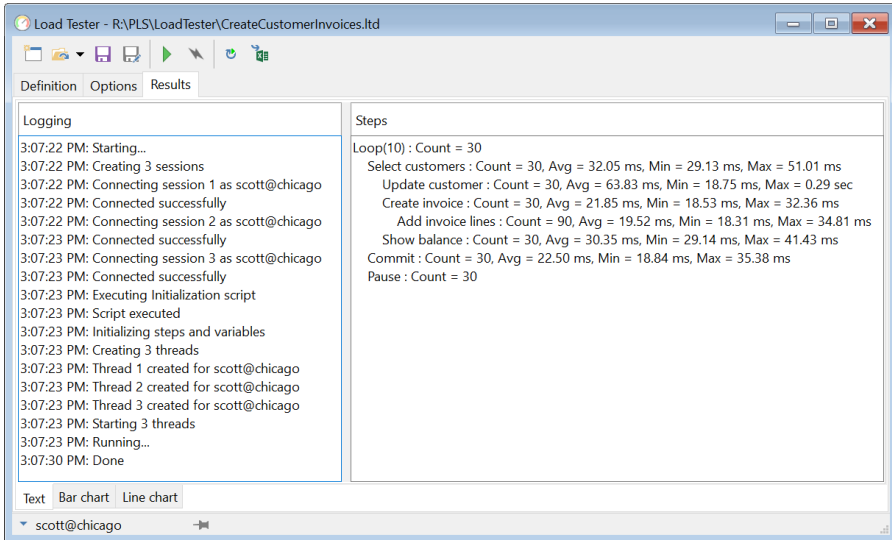 Load Tester - R:\PLS\LoadTester\CreateCustomerInvoices.ltd
Definition Options Results
Logging
3:07:22 PM: Starting...
3:07:22 PM: Creating 3 sessions
3:07:22 PM: Connecting session 1 as scott@chicago
3:07:22 PM: Connected successfully
3:07:22 PM: Connecting session 2 as scott@chicago
3:07:23 PM: Connected successfully
3:07:23 PM: Connecting session 3 as scott@chicago
3:07:23 PM: Connected successfully
3:07:23 PM: Executing Initialization script
3:07:23 PM: Script executed
3:07:23 PM: Initializing steps and variables
3:07:23 PM: Creating 3 threads
3:07:23 PM: Thread 1 created for scott@chicago
3:07:23 PM: Thread 2 created for scott@chicago
3:07:23 PM: Thread 3 created for scott@chicago
3:07:23 PM: Starting 3 threads
3:07:23 PM: Running...
3:07:30 PM: Done
Steps
Loop(10) : Count = 30
Select customers : Count = 30, Avg = 32.05 ms, Min = 29.13 ms, Max = 51.01 ms
Update customer : Count = 30, Avg = 63.83 ms, Min = 18.75 ms, Max = 0.29 sec
Create invoice : Count = 30, Avg = 21.85 ms, Min = 18.53 ms, Max = 32.36 ms
Add invoice lines : Count = 90, Avg = 19.52 ms, Min = 18.31 ms, Max = 34.81 ms
Show balance : Count = 30, Avg = 30.35 ms, Min = 29.14 ms, Max = 41.43 ms
Commit : Count = 30, Avg = 22.50 ms, Min = 18.84 ms, Max = 35.38 ms
Pause : Count = 30
Text Bar chart Line chart
scott@chicago